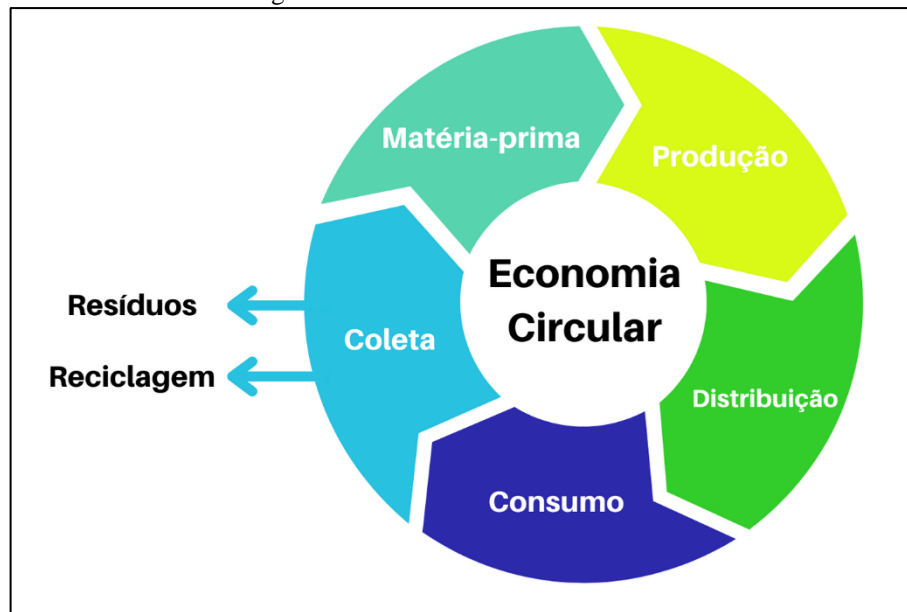 Matéria-prima
Produção
Economia
Circular
Resíduos
Coleta
Reciclagem
Distribuição
Consumo